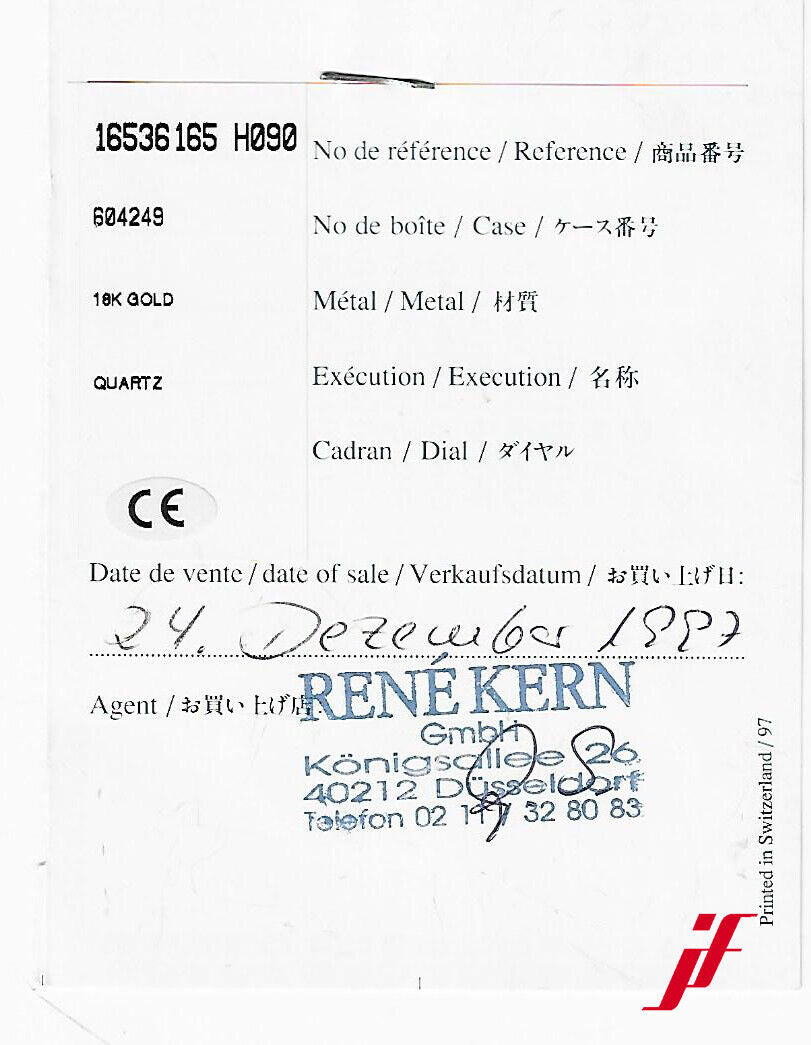 16536165 H090 No de référence / Reference / 商品番号
604249 No de boîte / Case / ケース番号
18K GOLD Métal / Metal / 材質
QUARTZ Exécution / Execution / 名称
Cadran / Dial / ダイヤル
CE
Date de vente / date of sale / Verkaufsdatum / お買い上げ日:
24. Dezember 1997
Agent / お買い上げ店:
RENÉ KERN
GmbH
Königsallee 26
40212 Düsseldorf
Telefon 02 11 / 32 80 83
Printed in Switzerland / 97